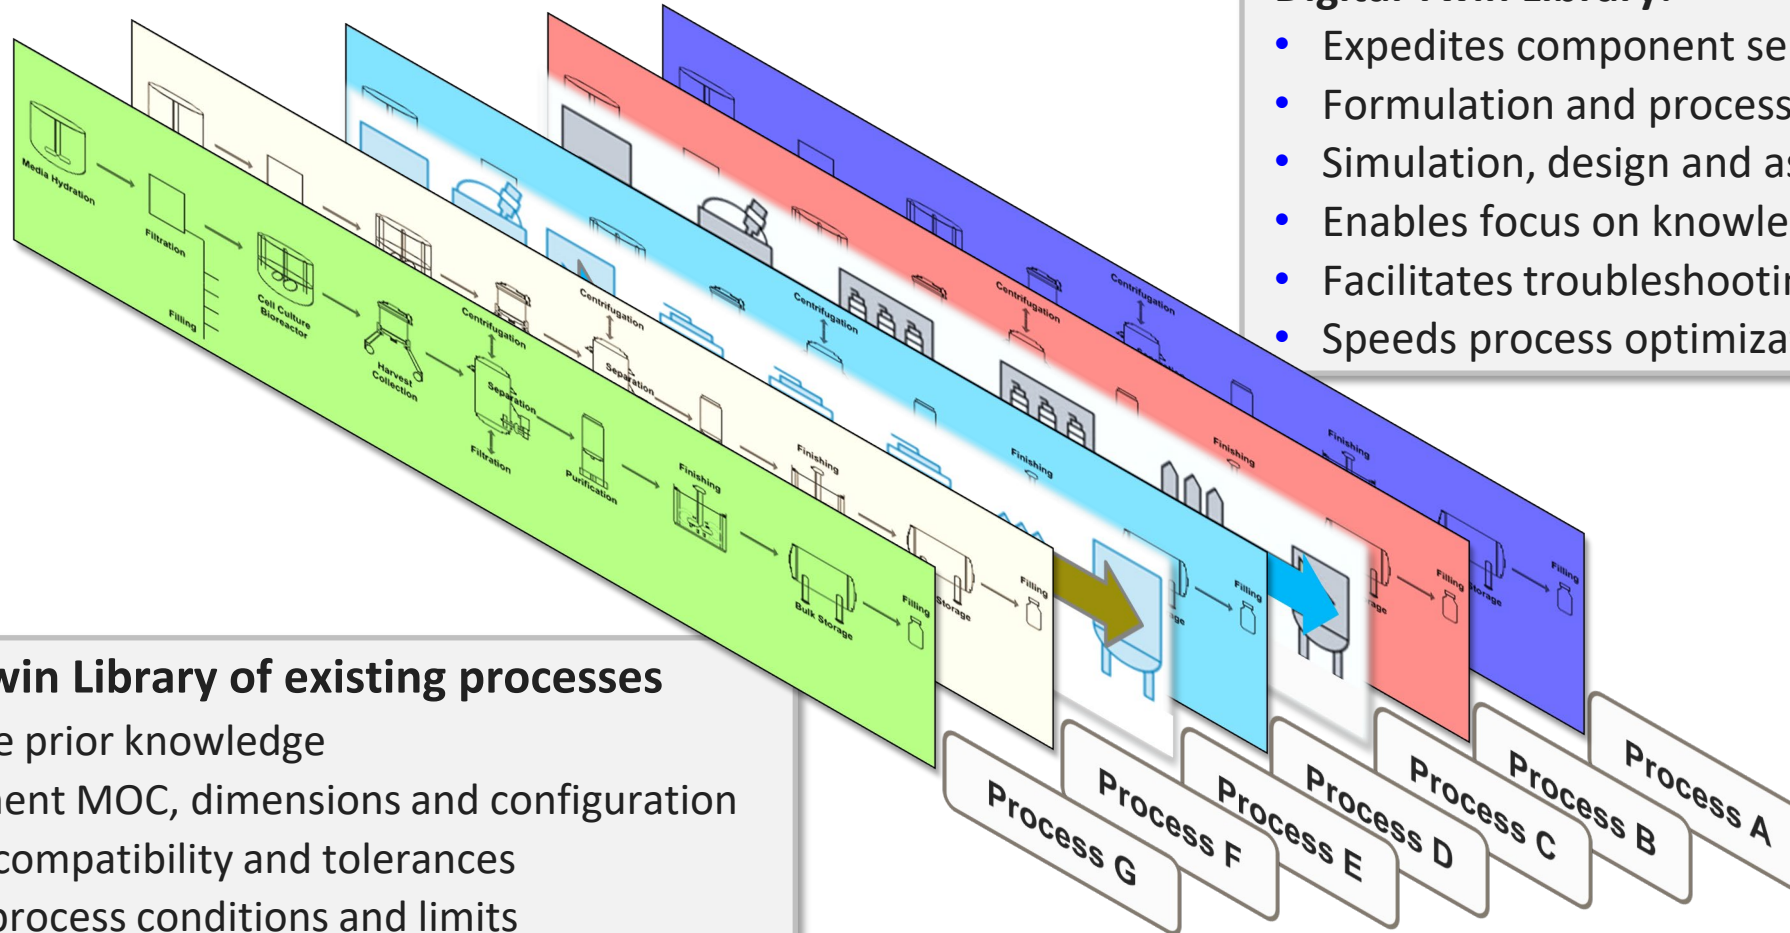 Expedites component se
Formulation and process
Simulation, design and as
Enables focus on knowle
Facilitates troubleshootin
Speeds process optimiza
Media Hydration
Filtration
Filling
Cell Culture
Bioreactor
Harvest
Collection
Centrifugation
Separation
Filtration
Purification
Finishing
Bulk Storage
Filling
Centrifugation
Separation
Finishing
Storage
Filling
Centrifugation
Finishing
Filling
Centrifugation
Finishing
Filling
Centrifugation
Finishing
Storage
Filling
win Library of existing processes
e prior knowledge
ent MOC, dimensions and configuration
compatibility and tolerances
process conditions and limits
Process G
Process F
Process E
Process D
Process C
Process B
Process A